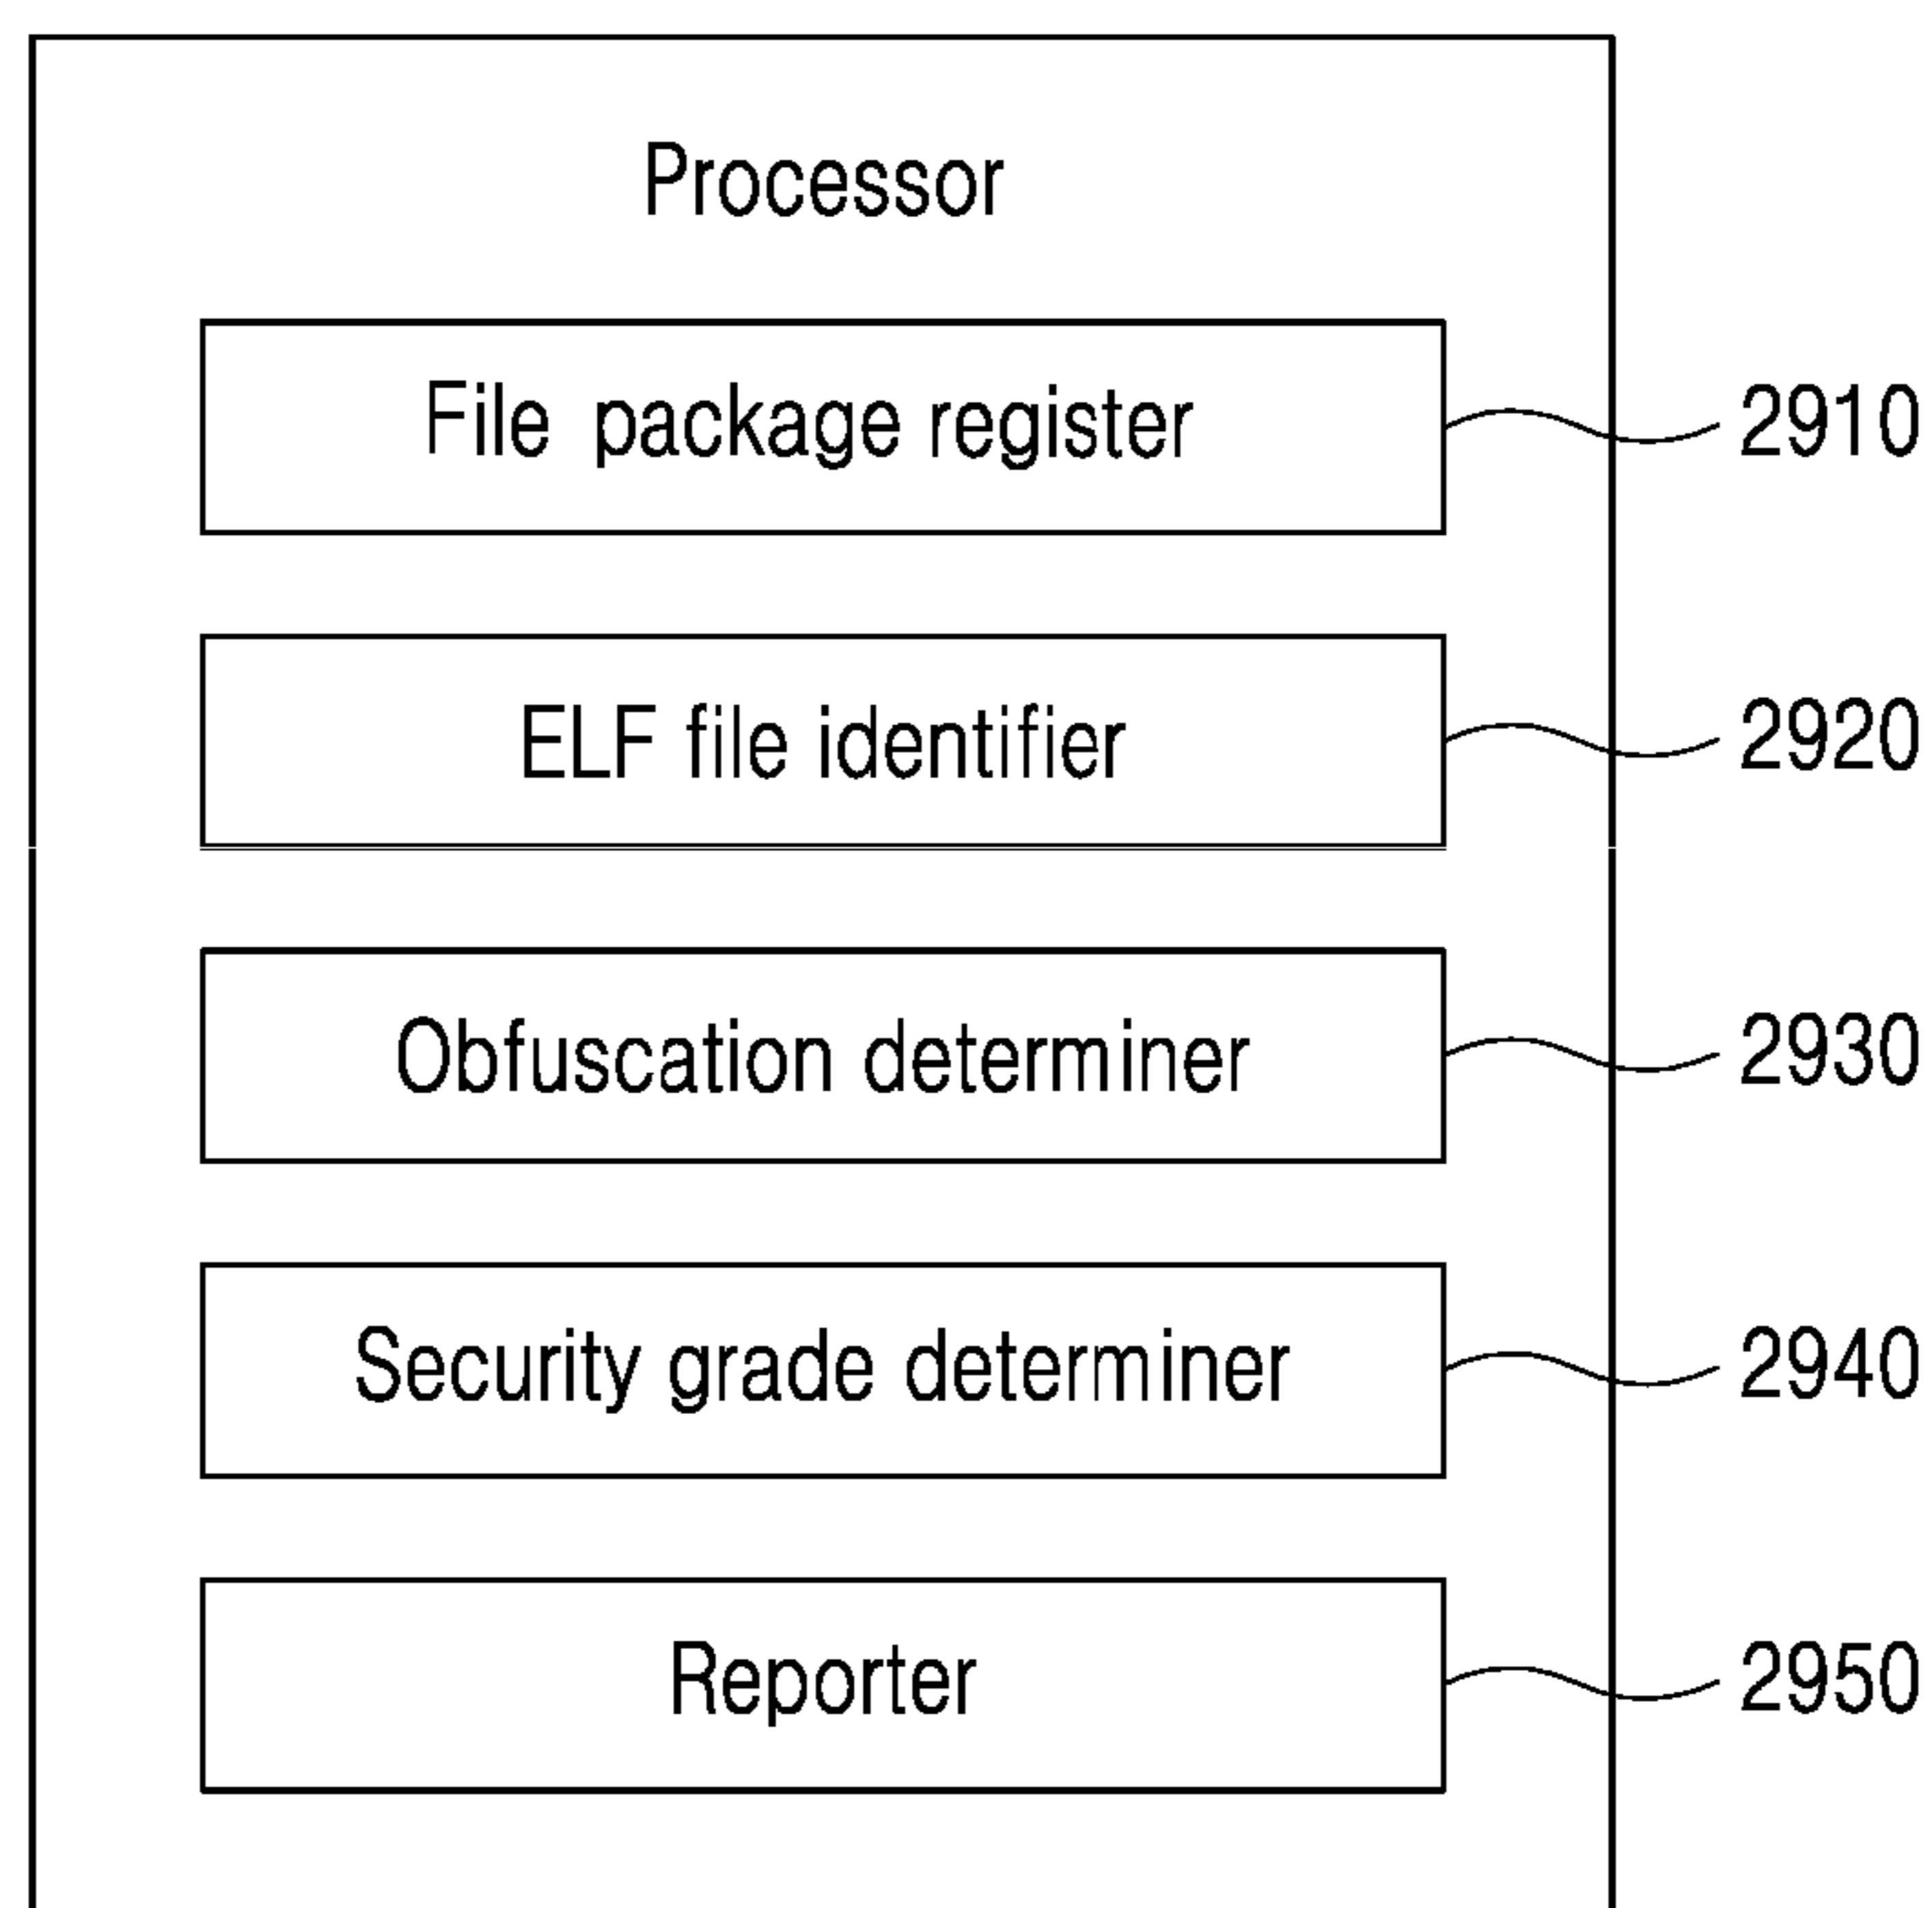 Processor
File package register 2910
ELF file identifier 2920
Obfuscation determiner 2930
Security grade determiner 2940
Reporter 2950